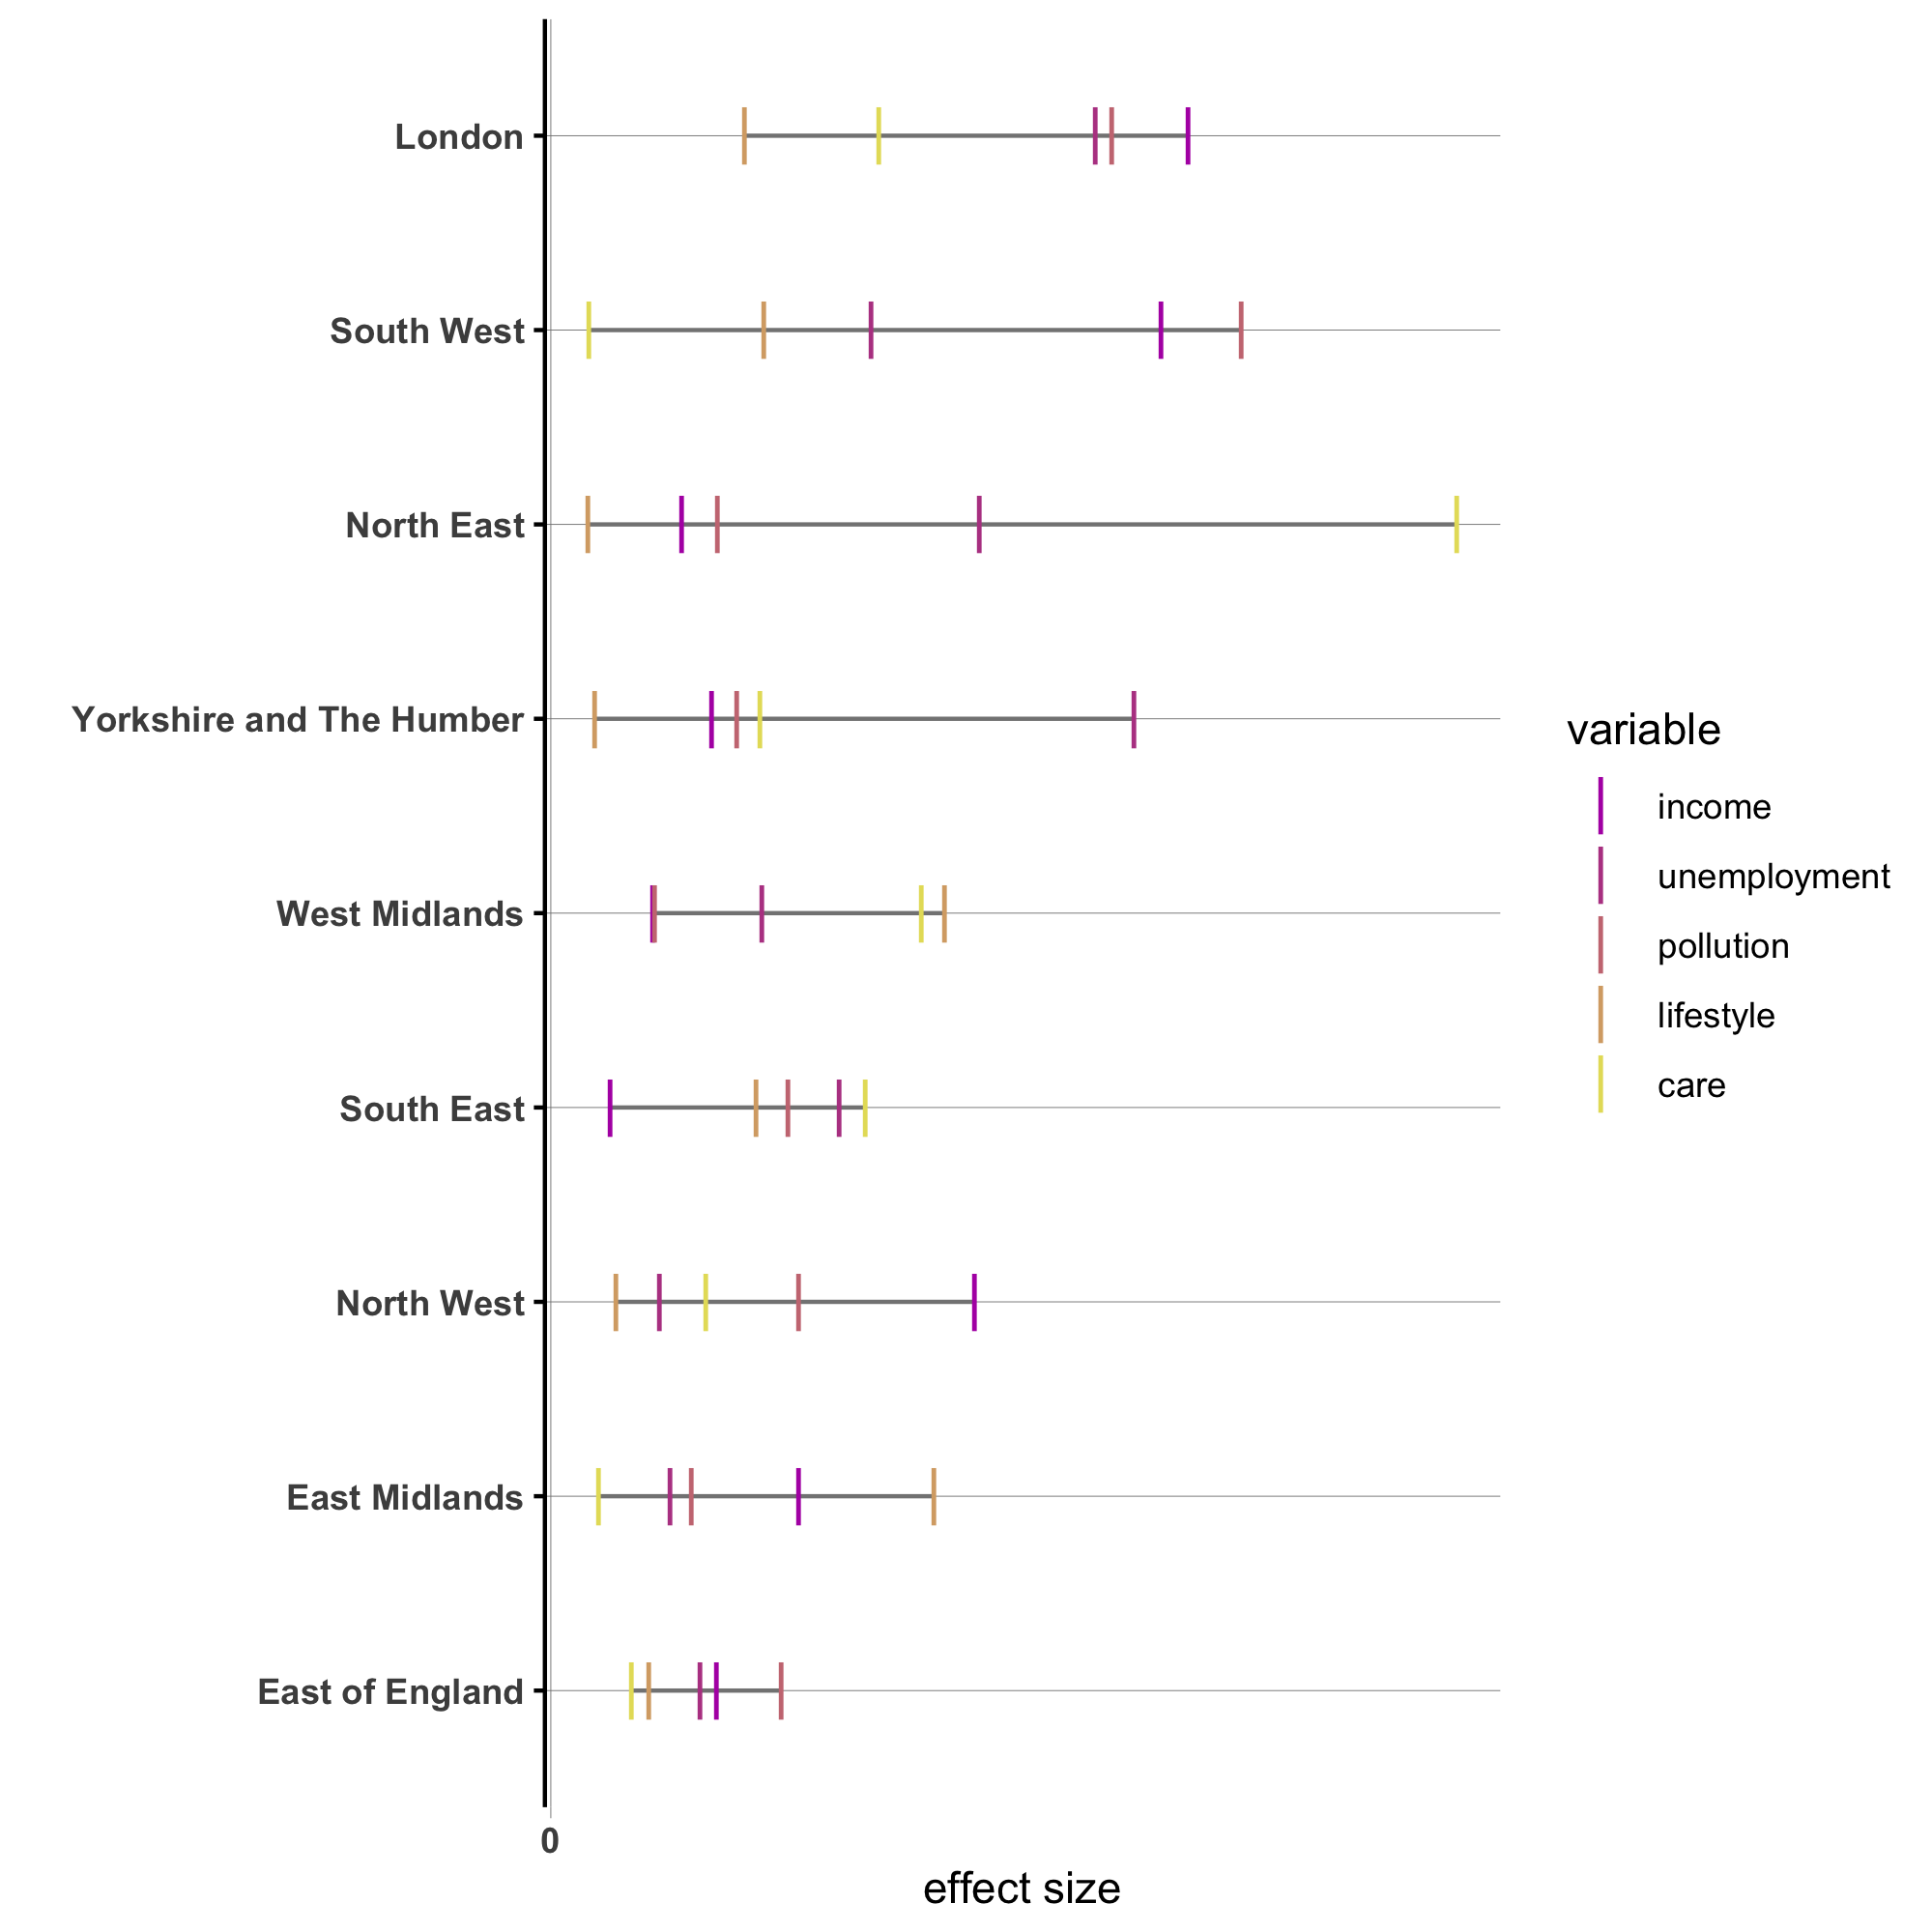 London
South West
North East
Yorkshire and The Humber
West Midlands
South East
North West
East Midlands
East of England
0
effect size
variable
income
unemployment
pollution
lifestyle
care